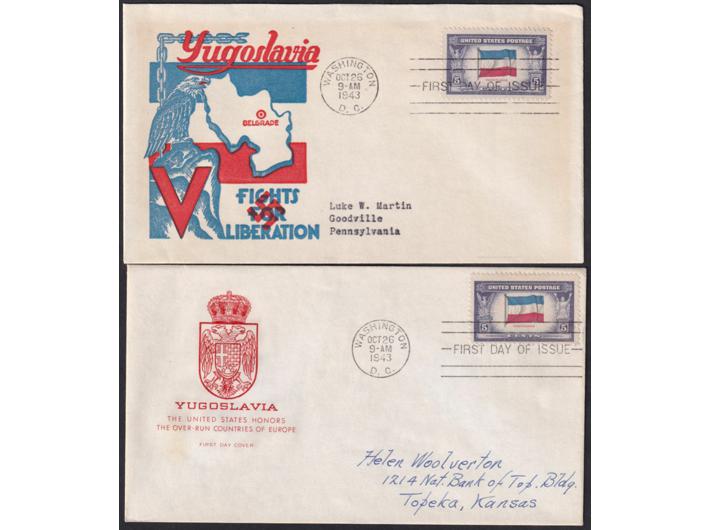 Yugoslavia
BELGRADE
V
FIGHTS
FOR
LIBERATION
WASHINGTON
OCT 26
9-AM
1943
D. C.
UNITED STATES POSTAGE
5 5
FIRST DAY OF ISSUE
Luke W. Martin
Goodville
Pennsylvania
YUGOSLAVIA
THE UNITED STATES HONORS
THE OVER-RUN COUNTRIES OF EUROPE
FIRST DAY COVER
WASHINGTON
OCT 26
9-AM
1943
D. C.
UNITED STATES POSTAGE
5 5
CENTS
FIRST DAY OF ISSUE
Helen Woolverton
1214 Nat. Bank of Top. Bldg.
Topeka, Kansas